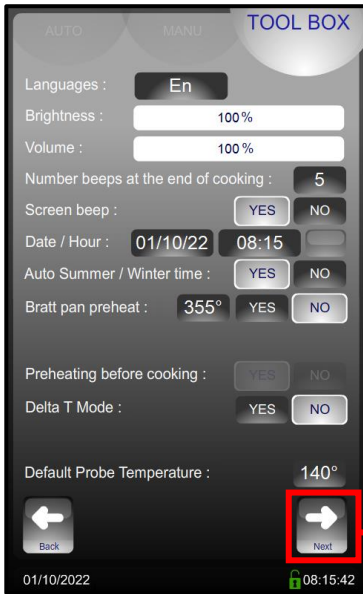 AUTO MANU TOOL BOX
Languages : En
Brightness : 100 %
Volume : 100 %
Number beeps at the end of cooking : 5
Screen beep : YES NO
Date / Hour : 01/10/22 08:15
Auto Summer / Winter time : YES NO
Bratt pan preheat : 355° YES NO
Preheating before cooking : YES NO
Delta T Mode : YES NO
Default Probe Temperature : 140°
Back Next
01/10/2022 08:15:42